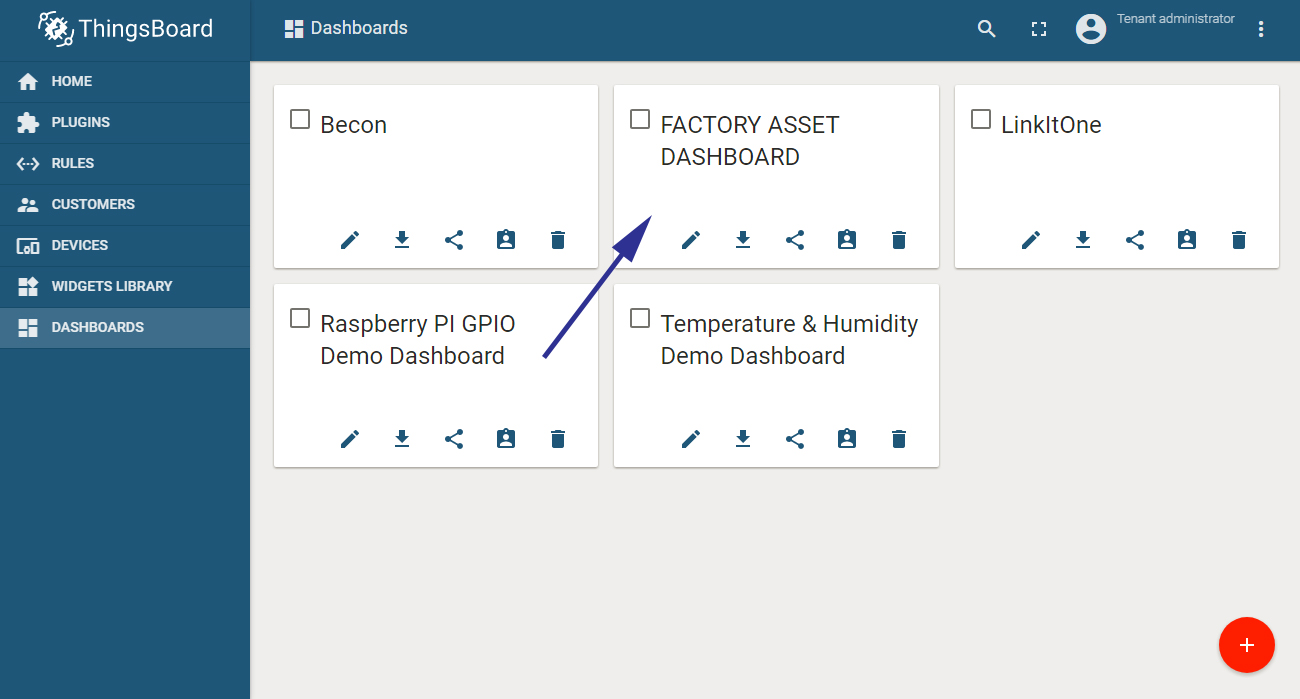 ThingsBoard
Dashboards
Tenant administrator
HOME
PLUGINS
RULES
CUSTOMERS
DEVICES
WIDGETS LIBRARY
DASHBOARDS
Becon
FACTORY ASSET
DASHBOARD
LinkItOne
Raspberry PI GPIO
Demo Dashboard
Temperature & Humidity
Demo Dashboard